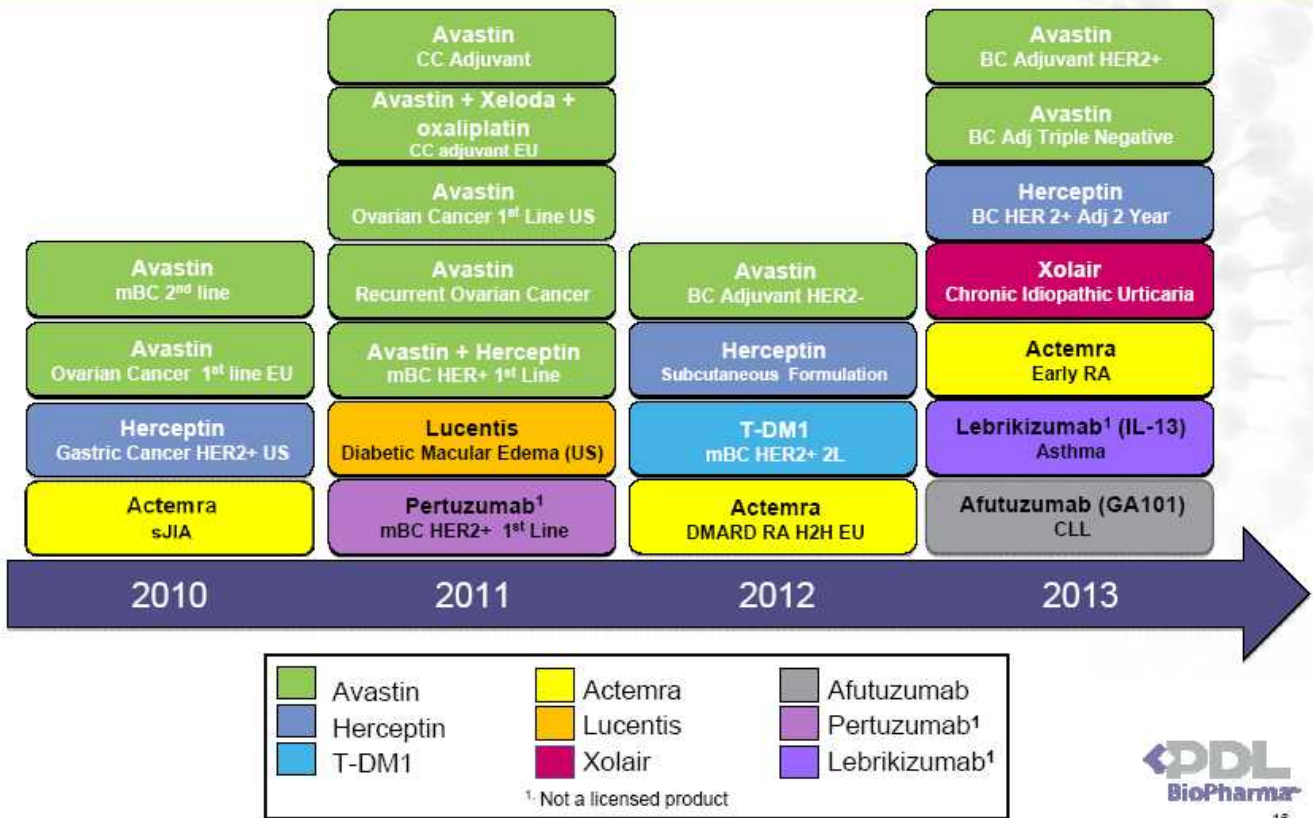 Avastin
mBC 2nd line
Avastin
Ovarian Cancer 1st line EU
Herceptin
Gastric Cancer HER2+ US
Actemra
sJIA
Avastin
CC Adjuvant
Avastin + Xeloda +
oxaliplatin
CC adjuvant EU
Avastin
Ovarian Cancer 1st Line US
Avastin
Recurrent Ovarian Cancer
Avastin + Herceptin
mBC HER+ 1st Line
Lucentis
Diabetic Macular Edema (US)
Pertuzumab1
mBC HER2+ 1st Line
Avastin
BC Adjuvant HER2-
Herceptin
Subcutaneous Formulation
T-DM1
mBC HER2+ 2L
Actemra
DMARD RA H2H EU
Avastin
BC Adjuvant HER2+
Avastin
BC Adj Triple Negative
Herceptin
BC HER 2+ Adj 2 Year
Xolair
Chronic Idiopathic Urticaria
Actemra
Early RA
Lebrikizumab1 (IL-13)
Asthma
Afutuzumab (GA101)
CLL
2010 2011 2012 2013
Avastin
Herceptin
T-DM1
Actemra
Lucentis
Xolair
Afutuzumab
Pertuzumab1
Lebrikizumab1
1. Not a licensed product
PDL
BioPharma